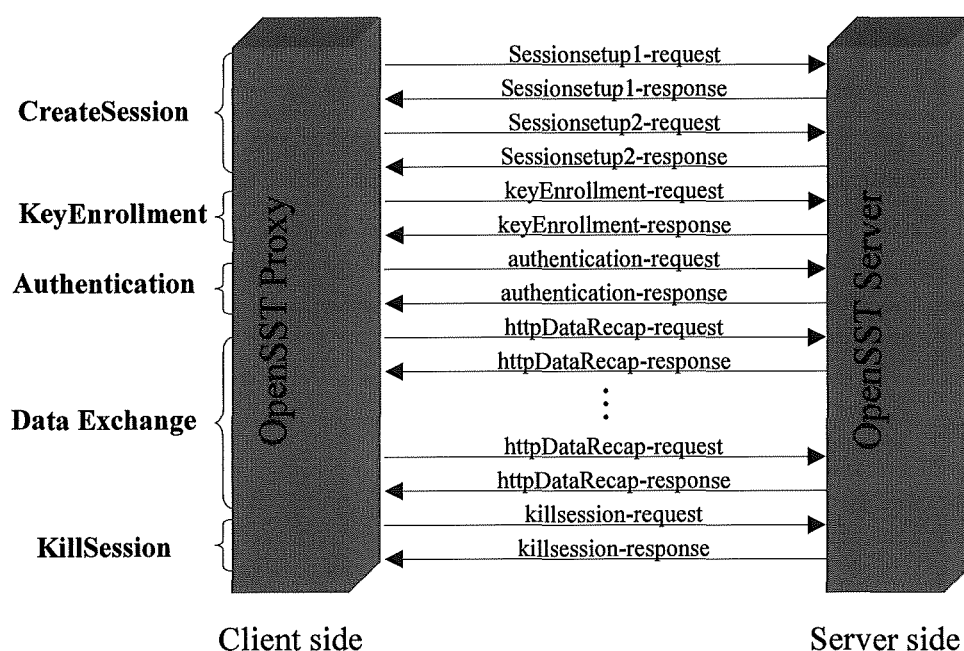 Sessionsetup1-request
Sessionsetup1-response
CreateSession
Sessionsetup2-request
Sessionsetup2-response
keyEnrollment-request
KeyEnrollment
keyEnrollment-response
authentication-request
Authentication
authentication-response
OpenSST Proxy
OpenSST Server
httpDataRecap-request
httpDataRecap-response
Data Exchange
httpDataRecap-request
httpDataRecap-response
killsession-request
KillSession
killsession-response
Client side
Server side